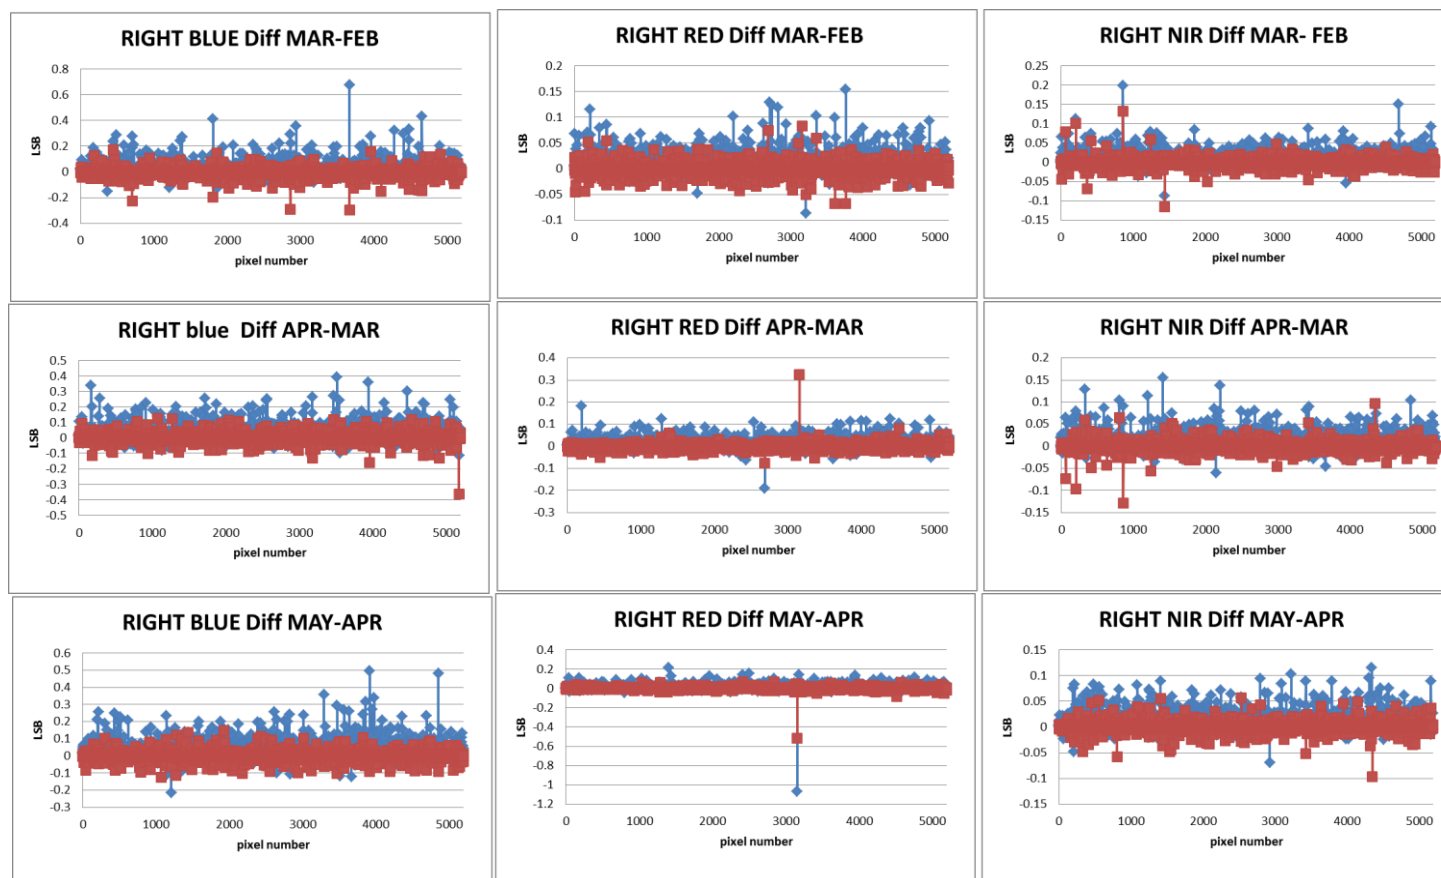 RIGHT BLUE Diff MAR-FEB
0.8
0.6
0.4
0.2
0
-0.2
-0.4
LSB
0 1000 2000 3000 4000 5000
pixel number
RIGHT RED Diff MAR-FEB
0.2
0.15
0.1
0.05
0
-0.05
-0.1
LSB
0 1000 2000 3000 4000 5000
pixel number
RIGHT NIR Diff MAR- FEB
0.25
0.2
0.15
0.1
0.05
0
-0.05
-0.1
-0.15
LSB
0 1000 2000 3000 4000 5000
pixel number
RIGHT blue  Diff APR-MAR
0.5
0.4
0.3
0.2
0.1
0
-0.1
-0.2
-0.3
-0.4
-0.5
LSB
0 1000 2000 3000 4000 5000
pixel number
RIGHT RED Diff APR-MAR
0.4
0.3
0.2
0.1
0
-0.1
-0.2
-0.3
LSB
0 1000 2000 3000 4000 5000
pixel number
RIGHT NIR Diff APR-MAR
0.2
0.15
0.1
0.05
0
-0.05
-0.1
-0.15
LSB
0 1000 2000 3000 4000 5000
pixel number
RIGHT BLUE Diff MAY-APR
0.6
0.5
0.4
0.3
0.2
0.1
0
-0.1
-0.2
-0.3
LSB
0 1000 2000 3000 4000 5000
pixel number
RIGHT RED Diff MAY-APR
0.4
0.2
0
-0.2
-0.4
-0.6
-0.8
-1
-1.2
LSB
0 1000 2000 3000 4000 5000
pixel number
RIGHT NIR Diff MAY-APR
0.15
0.1
0.05
0
-0.05
-0.1
-0.15
LSB
0 1000 2000 3000 4000 5000
pixel number